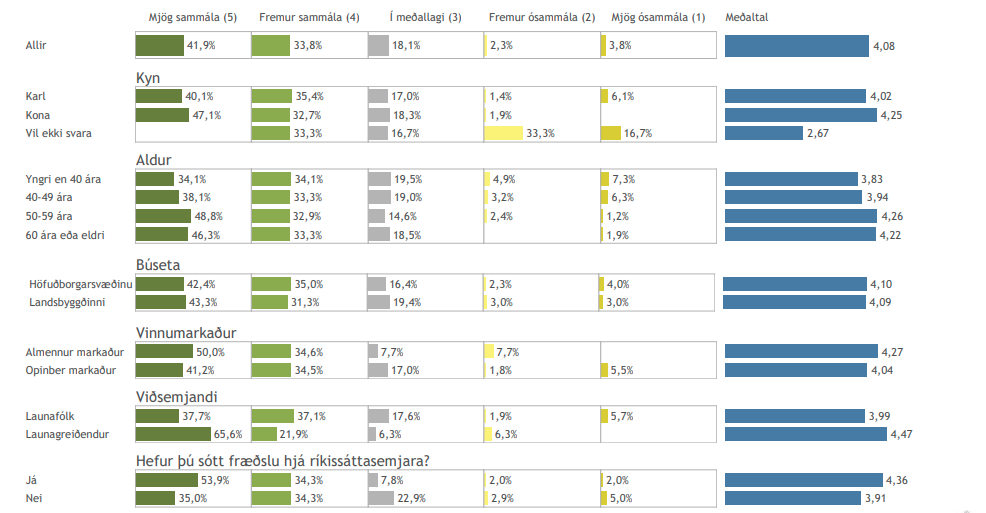 Mjög sammála (5) Fremur sammála (4) Í meðallagi (3) Fremur ósammála (2) Mjög ósammála (1) Meðaltal
Allir 41,9% 33,8% 18,1% 2,3% 3,8% 4,08
Kyn
Karl 40,1% 35,4% 17,0% 1,4% 6,1% 4,02
Kona 47,1% 32,7% 18,3% 1,9% 4,25
Vil ekki svara 33,3% 16,7% 33,3% 16,7% 2,67
Aldur
Yngri en 40 ára 34,1% 34,1% 19,5% 4,9% 7,3% 3,83
40-49 ára 38,1% 33,3% 19,0% 3,2% 6,3% 3,94
50-59 ára 48,8% 32,9% 14,6% 2,4% 1,2% 4,26
60 ára eða eldri 46,3% 33,3% 18,5% 1,9% 4,22
Búseta
Höfuðborgarsvæðinu 42,4% 35,0% 16,4% 2,3% 4,0% 4,10
Landsbyggðinni 43,3% 31,3% 19,4% 3,0% 3,0% 4,09
Vinnumarkaður
Almennur markaður 50,0% 34,6% 7,7% 7,7% 4,27
Opinber markaður 41,2% 34,5% 17,0% 1,8% 5,5% 4,04
Viðsemjandi
Launafólk 37,7% 37,1% 17,6% 1,9% 5,7% 3,99
Launagreiðendur 65,6% 21,9% 6,3% 6,3% 4,47
Hefur þú sótt fræðslu hjá ríkissáttasemjara?
Já 53,9% 34,3% 7,8% 2,0% 2,0% 4,36
Nei 35,0% 34,3% 22,9% 2,9% 5,0% 3,91